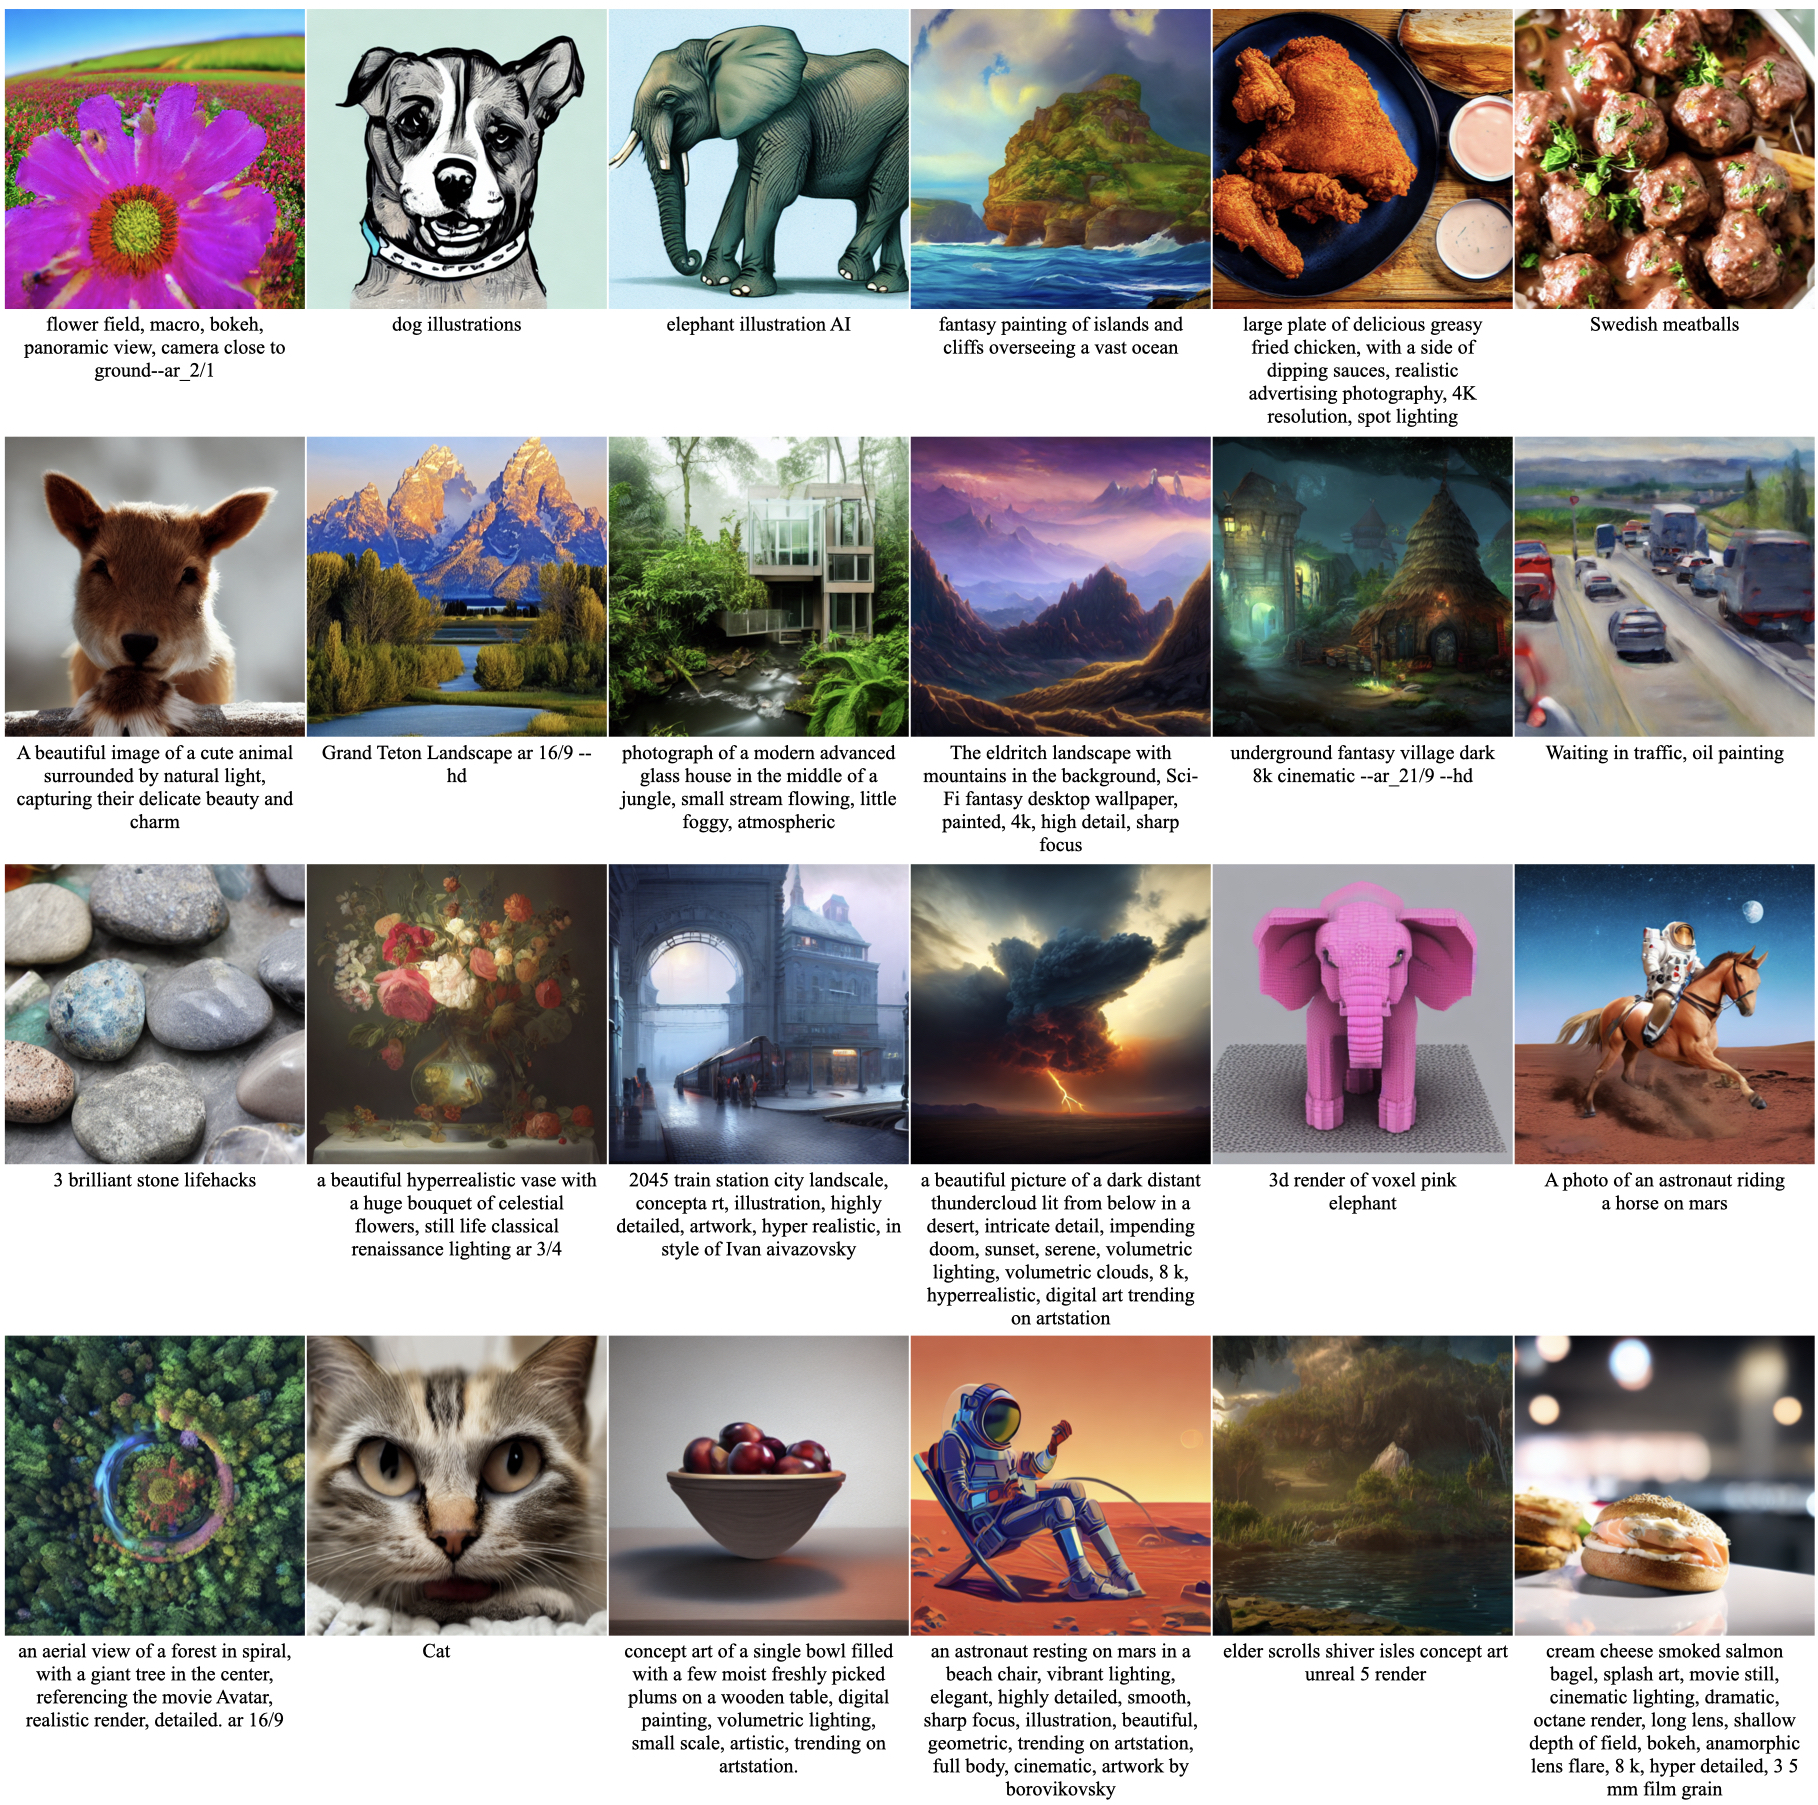 flower field, macro, bokeh,
panoramic view, camera close to
ground--ar_2/1
dog illustrations
elephant illustration AI
fantasy painting of islands and
cliffs overseeing a vast ocean
large plate of delicious greasy
fried chicken, with a side of
dipping sauces, realistic
advertising photography, 4K
resolution, spot lighting
Swedish meatballs
A beautiful image of a cute animal
surrounded by natural light,
capturing their delicate beauty and
charm
Grand Teton Landscape ar 16/9 --
hd
photograph of a modern advanced
glass house in the middle of a
jungle, small stream flowing, little
foggy, atmospheric
The eldritch landscape with
mountains in the background, Sci-
Fi fantasy desktop wallpaper,
painted, 4k, high detail, sharp
focus
underground fantasy village dark
8k cinematic --ar_21/9 --hd
Waiting in traffic, oil painting
3 brilliant stone lifehacks
a beautiful hyperrealistic vase with
a huge bouquet of celestial
flowers, still life classical
renaissance lighting ar 3/4
2045 train station city landscale,
concepta rt, illustration, highly
detailed, artwork, hyper realistic, in
style of Ivan aivazovsky
a beautiful picture of a dark distant
thundercloud lit from below in a
desert, intricate detail, impending
doom, sunset, serene, volumetric
lighting, volumetric clouds, 8 k,
hyperrealistic, digital art trending
on artstation
3d render of voxel pink
elephant
A photo of an astronaut riding
a horse on mars
an aerial view of a forest in spiral,
with a giant tree in the center,
referencing the movie Avatar,
realistic render, detailed. ar 16/9
Cat
concept art of a single bowl filled
with a few moist freshly picked
plums on a wooden table, digital
painting, volumetric lighting,
small scale, artistic, trending on
artstation.
an astronaut resting on mars in a
beach chair, vibrant lighting,
elegant, highly detailed, smooth,
sharp focus, illustration, beautiful,
geometric, trending on artstation,
full body, cinematic, artwork by
borovikovsky
elder scrolls shiver isles concept art
unreal 5 render
cream cheese smoked salmon
bagel, splash art, movie still,
cinematic lighting, dramatic,
octane render, long lens, shallow
depth of field, bokeh, anamorphic
lens flare, 8 k, hyper detailed, 3 5
mm film grain